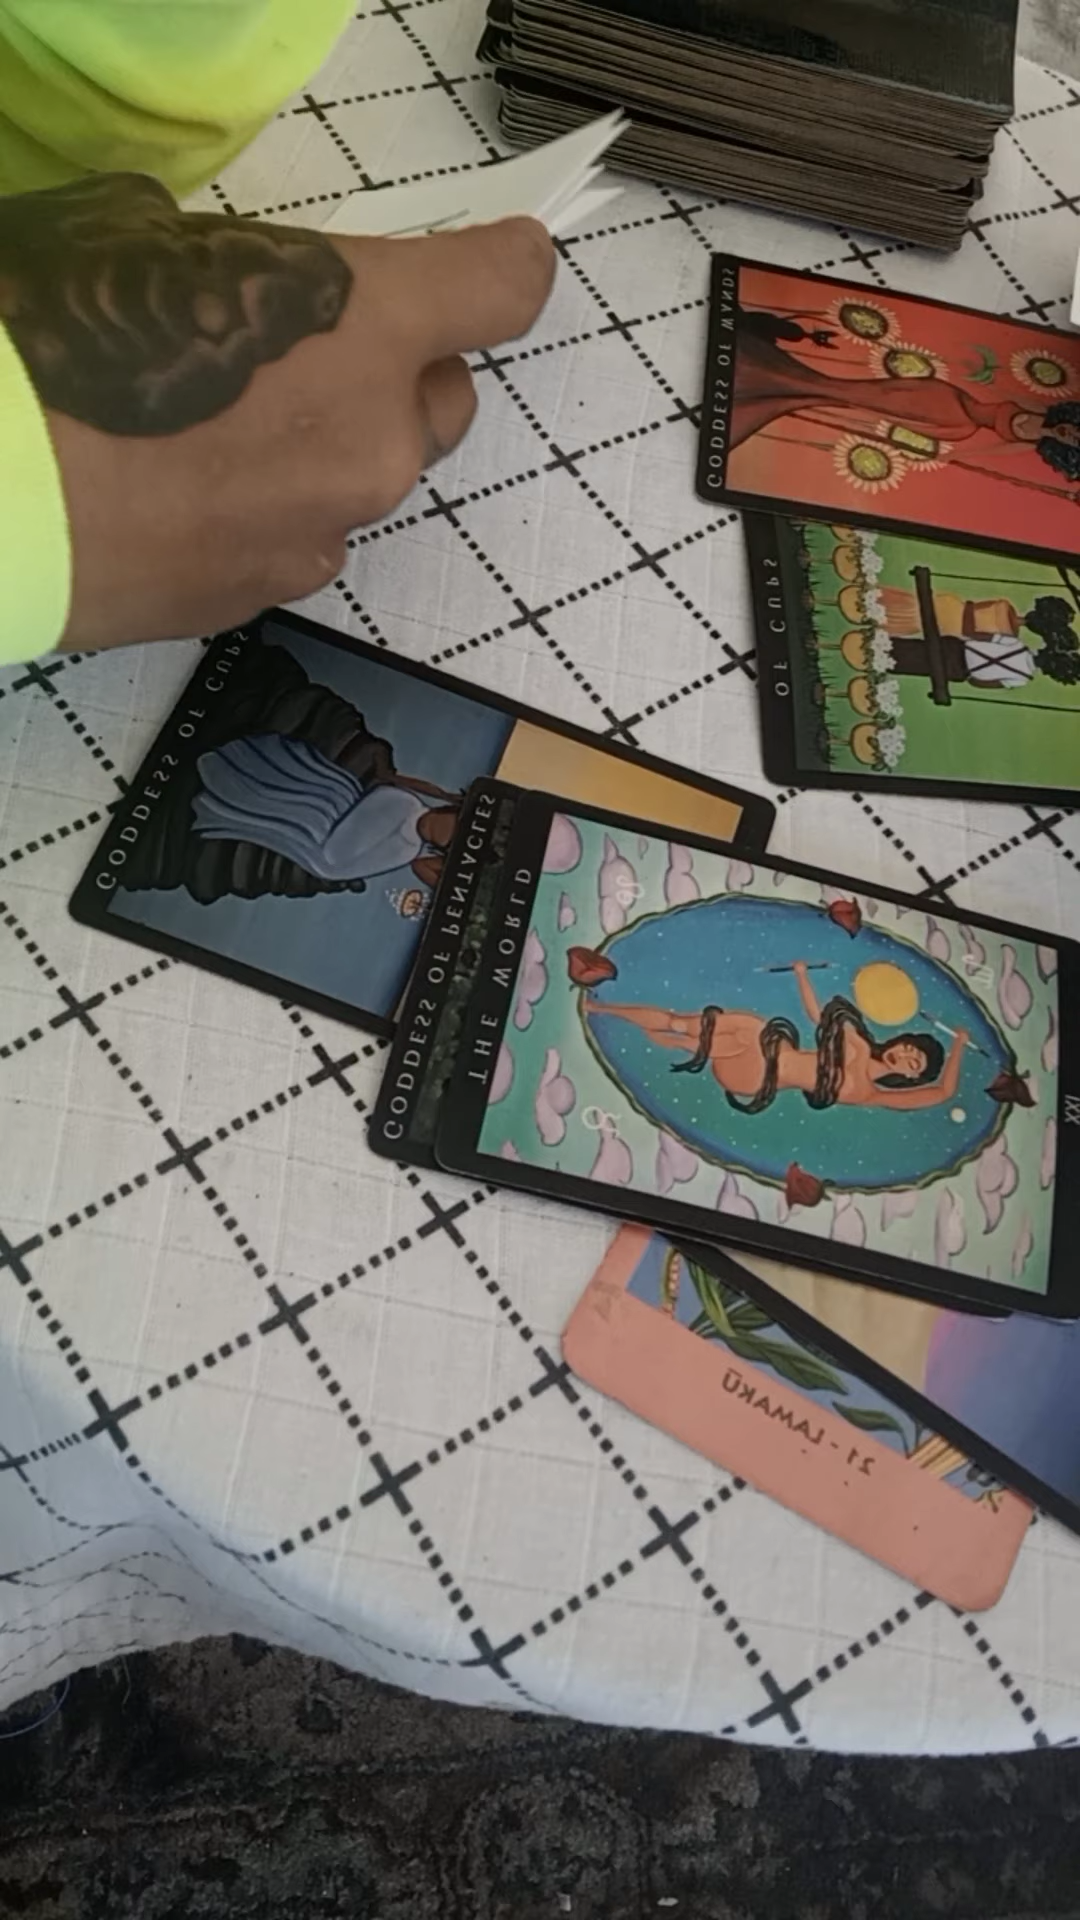 GODDESS OF WANDS
OF CUPS
GODDESS OF CUPS
GODDESS OF PENTACLES
THE WORLD
XXI
21 - LAMAKŪ